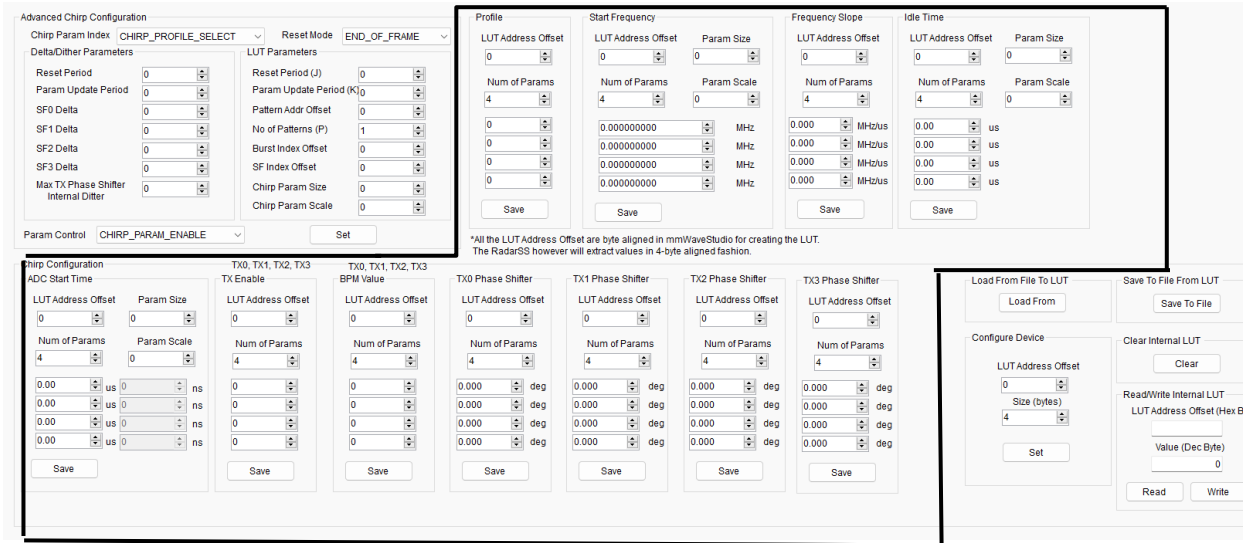 Advanced Chirp Configuration
Chirp Param Index CHIRP_PROFILE_SELECT Reset Mode END_OF_FRAME
Delta/Dither Parameters
Reset Period 0
Param Update Period 0
SF0 Delta 0
SF1 Delta 0
SF2 Delta 0
SF3 Delta 0
Max TX Phase Shifter
Internal Ditter 0
LUT Parameters
Reset Period (J) 0
Param Update Period (K) 0
Pattern Addr Offset 0
No of Patterns (P) 1
Burst Index Offset 0
SF Index Offset 0
Chirp Param Size 0
Chirp Param Scale 0
Param Control CHIRP_PARAM_ENABLE Set
Profile
LUT Address Offset
0
Num of Params
4
0
0
0
0
Save
Start Frequency
LUT Address Offset Param Size
0 0
Num of Params Param Scale
4 0
0.000000000 MHz
0.000000000 MHz
0.000000000 MHz
0.000000000 MHz
Save
Frequency Slope
LUT Address Offset
0
Num of Params
4
0.000 MHz/us
0.000 MHz/us
0.000 MHz/us
0.000 MHz/us
Save
Idle Time
LUT Address Offset Param Size
0 0
Num of Params Param Scale
4 0
0.00 us
0.00 us
0.00 us
0.00 us
Save
*All the LUT Address Offset are byte aligned in mmWaveStudio for creating the LUT.
The RadarSS however will extract values in 4-byte aligned fashion.
Chirp Configuration
ADC Start Time
LUT Address Offset Param Size
0 0
Num of Params Param Scale
4 0
0.00 us 0 ns
0.00 us 0 ns
0.00 us 0 ns
0.00 us 0 ns
Save
TX0, TX1, TX2, TX3
TX Enable
LUT Address Offset
0
Num of Params
4
0
0
0
0
Save
TX0, TX1, TX2, TX3
BPM Value
LUT Address Offset
0
Num of Params
4
0
0
0
0
Save
TX0 Phase Shifter
LUT Address Offset
0
Num of Params
4
0.000 deg
0.000 deg
0.000 deg
0.000 deg
Save
TX1 Phase Shifter
LUT Address Offset
0
Num of Params
4
0.000 deg
0.000 deg
0.000 deg
0.000 deg
Save
TX2 Phase Shifter
LUT Address Offset
0
Num of Params
4
0.000 deg
0.000 deg
0.000 deg
0.000 deg
Save
TX3 Phase Shifter
LUT Address Offset
0
Num of Params
4
0.000 deg
0.000 deg
0.000 deg
0.000 deg
Save
Load From File To LUT
Load From
Save To File From LUT
Save To File
Configure Device
LUT Address Offset
0
Size (bytes)
4
Set
Clear Internal LUT
Clear
Read/Write Internal LUT
LUT Address Offset (Hex B
Value (Dec Byte)
0
Read Write